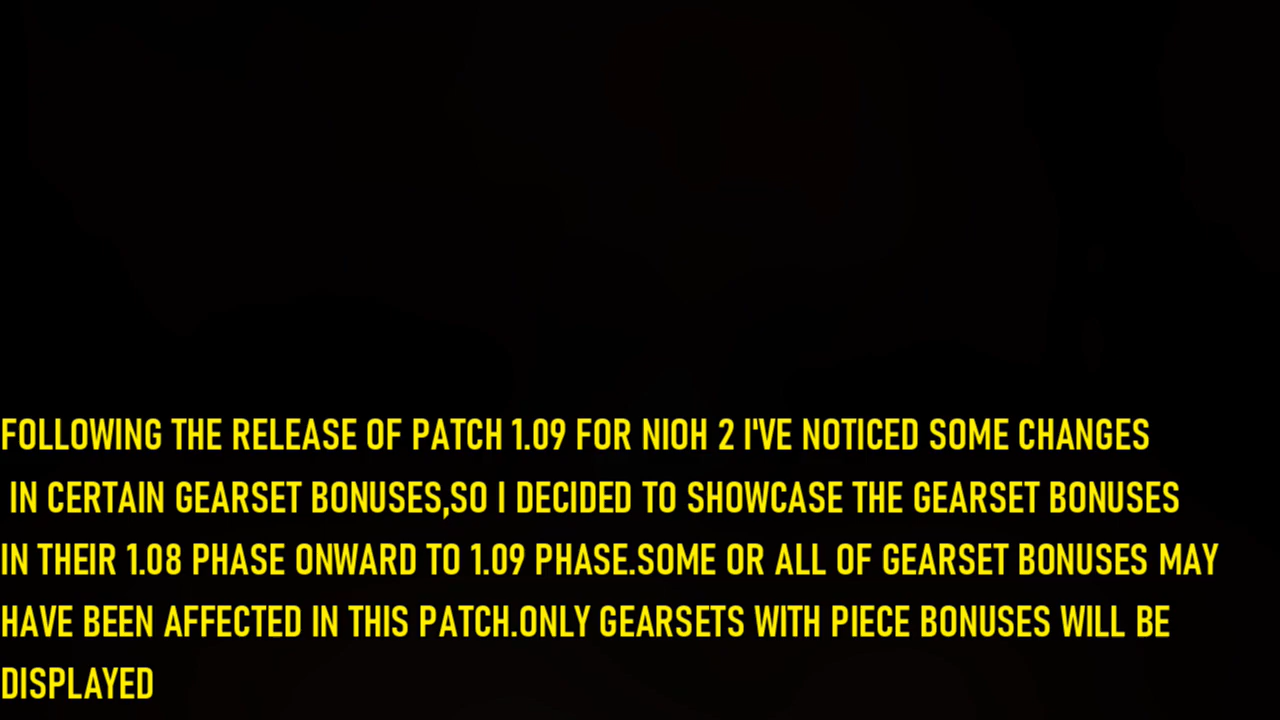 FOLLOWING THE RELEASE OF PATCH 1.09 FOR NIOH 2 I'VE NOTICED SOME CHANGES
IN CERTAIN GEARSET BONUSES,SO I DECIDED TO SHOWCASE THE GEARSET BONUSES
IN THEIR 1.08 PHASE ONWARD TO 1.09 PHASE.SOME OR ALL OF GEARSET BONUSES MAY
HAVE BEEN AFFECTED IN THIS PATCH.ONLY GEARSETS WITH PIECE BONUSES WILL BE
DISPLAYED